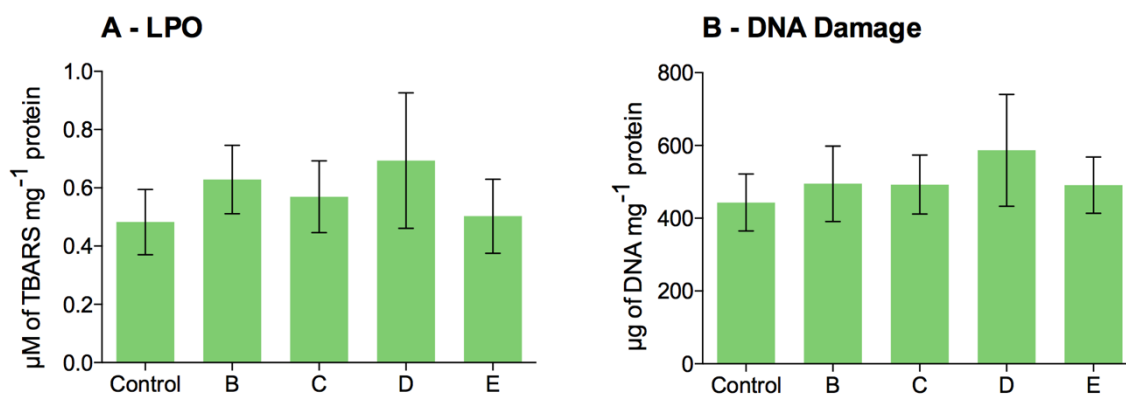 A - LPO
µM of TBARS mg-1 protein
1.0
0.8
0.6
0.4
0.2
0.0
Control B C D E
B - DNA Damage
µg of DNA mg-1 protein
800
600
400
200
0
Control B C D E